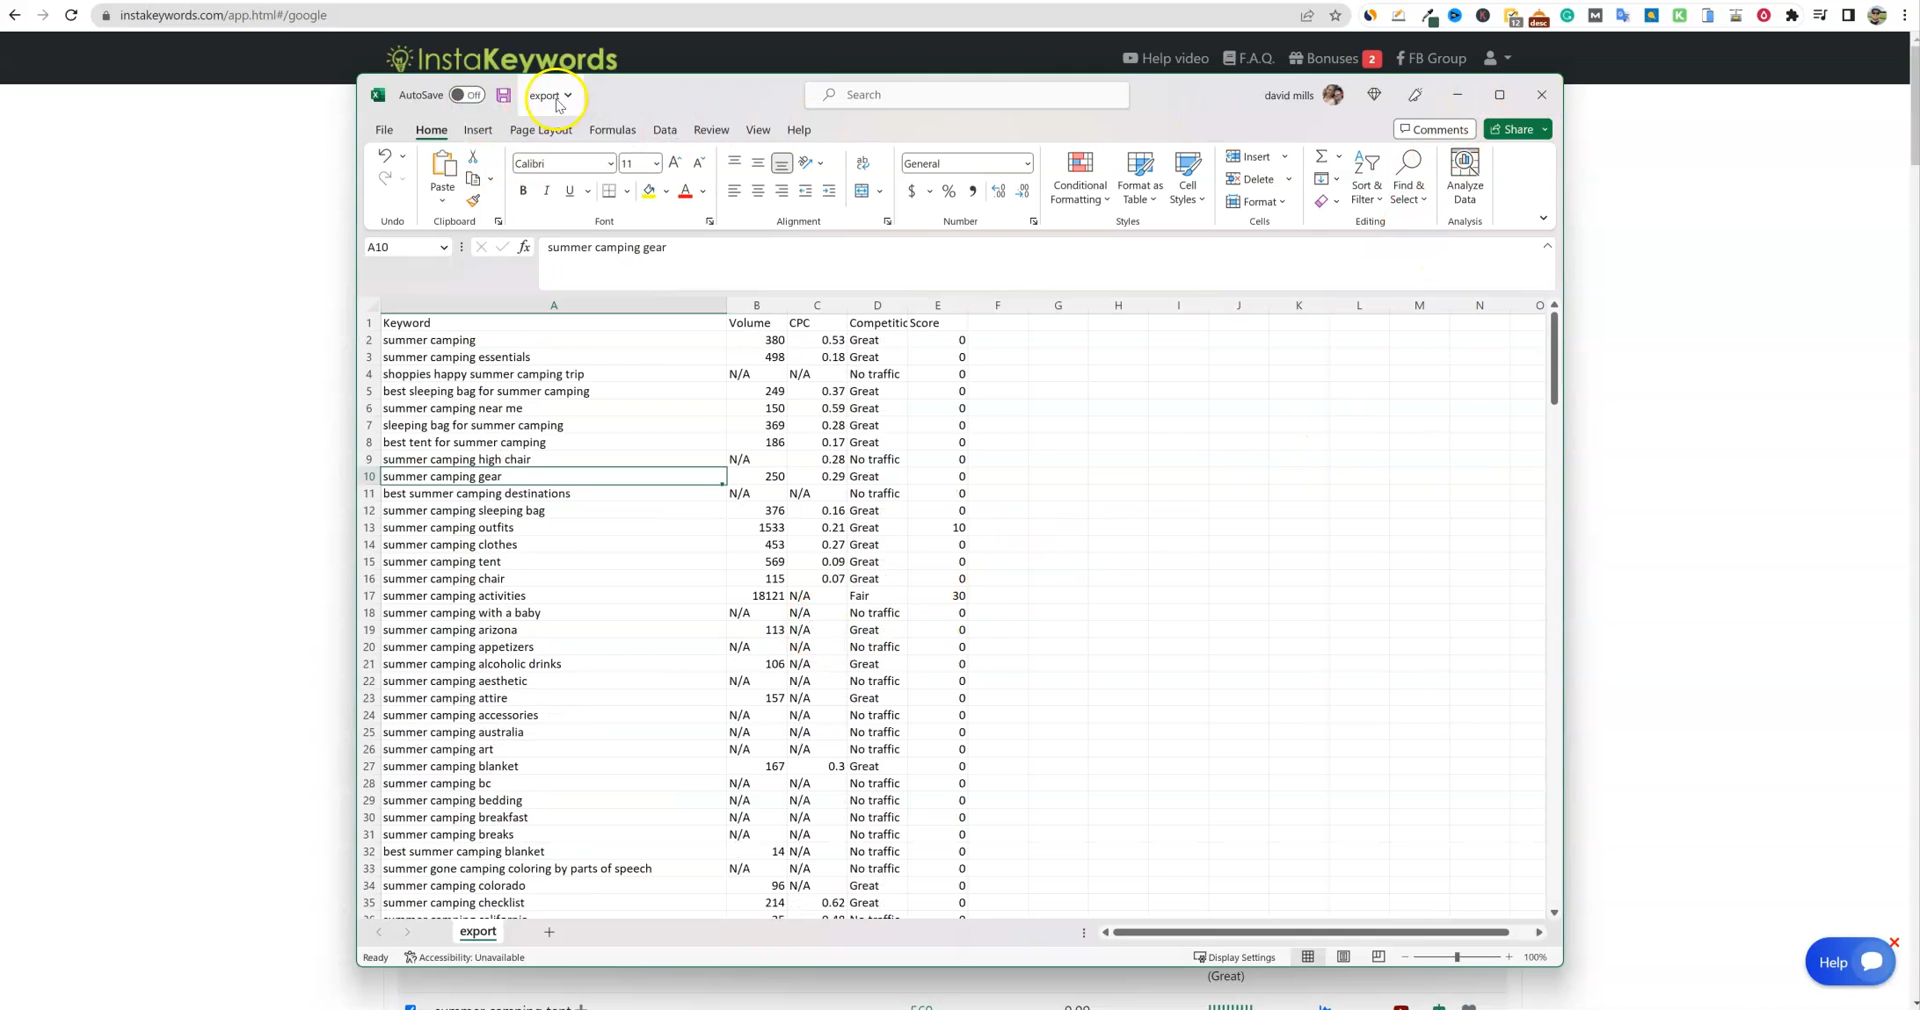 instakeywords.com/app.html#/google
12
desc
InstaKeywords
Help video F.A.Q. Bonuses 2 FB Group
AutoSave Off export Search david mills
File Home Insert Page Layout Formulas Data Review View Help Comments Share
Calibri 11 General
Paste
Conditional Formatting
Format as Table
Cell Styles
Insert
Delete
Format
Sort & Filter
Find & Select
Analyze Data
Undo Clipboard Font Alignment Number Styles Cells Editing Analysis
A10 fx summer camping gear
A B C D E F G H I J K L M N O
1 Keyword Volume CPC Competitic Score
2 summer camping 380 0.53 Great 0
3 summer camping essentials 498 0.18 Great 0
4 shoppies happy summer camping trip N/A N/A No traffic 0
5 best sleeping bag for summer camping 249 0.37 Great 0
6 summer camping near me 150 0.59 Great 0
7 sleeping bag for summer camping 369 0.28 Great 0
8 best tent for summer camping 186 0.17 Great 0
9 summer camping high chair N/A 0.28 No traffic 0
10 summer camping gear 250 0.29 Great 0
11 best summer camping destinations N/A N/A No traffic 0
12 summer camping sleeping bag 376 0.16 Great 0
13 summer camping outfits 1533 0.21 Great 10
14 summer camping clothes 453 0.27 Great 0
15 summer camping tent 569 0.09 Great 0
16 summer camping chair 115 0.07 Great 0
17 summer camping activities 18121 N/A Fair 30
18 summer camping with a baby N/A N/A No traffic 0
19 summer camping arizona 113 N/A Great 0
20 summer camping appetizers N/A N/A No traffic 0
21 summer camping alcoholic drinks 106 N/A Great 0
22 summer camping aesthetic N/A N/A No traffic 0
23 summer camping attire 157 N/A Great 0
24 summer camping accessories N/A N/A No traffic 0
25 summer camping australia N/A N/A No traffic 0
26 summer camping art N/A N/A No traffic 0
27 summer camping blanket 167 0.3 Great 0
28 summer camping bc N/A N/A No traffic 0
29 summer camping bedding N/A N/A No traffic 0
30 summer camping breakfast N/A N/A No traffic 0
31 summer camping breaks N/A N/A No traffic 0
32 best summer camping blanket 14 N/A No traffic 0
33 summer gone camping coloring by parts of speech N/A N/A No traffic 0
34 summer camping colorado 96 N/A Great 0
35 summer camping checklist 214 0.62 Great 0
export
Ready Accessibility: Unavailable Display Settings 100%
(Great)
Help